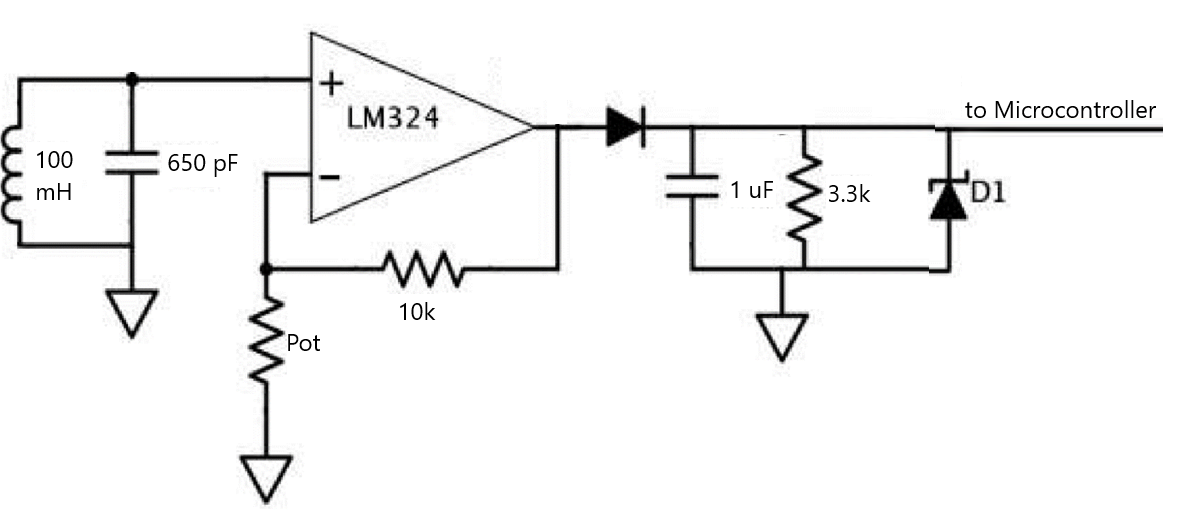 to Microcontroller
+
LM324
100
mH
650 pF
-
1 uF
3.3k
D1
10k
Pot